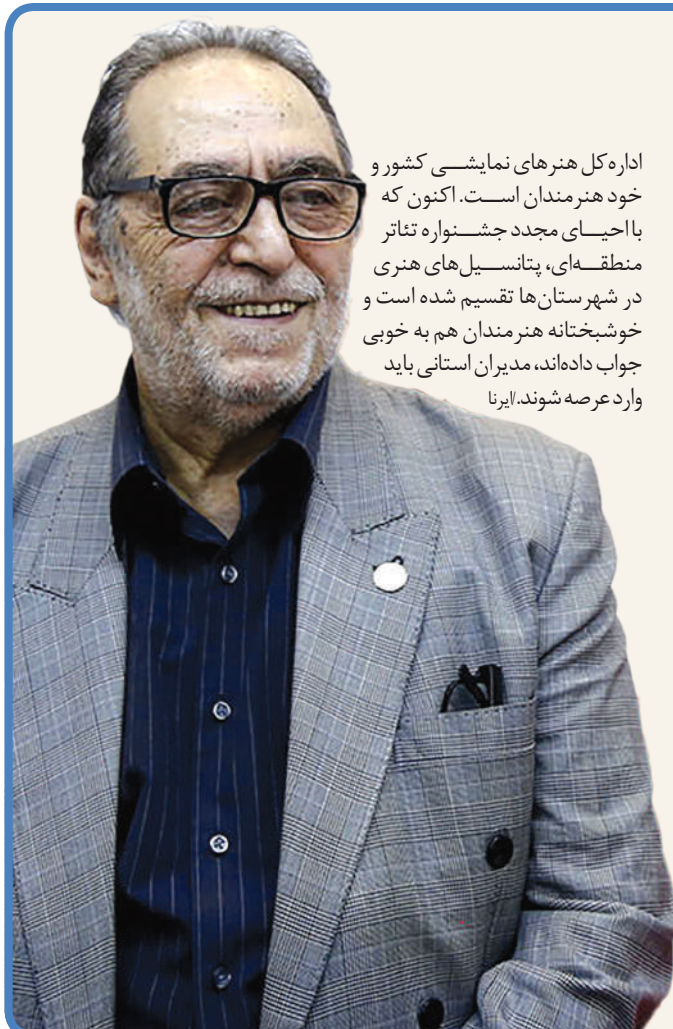 اداره‌کل هنرهای نمایشی کشور و
خود هنرمندان است. اکنون که
با احیای مجدد جشنواره تئاتر
منطقه‌ای، پتانسیل‌های هنری
در شهرستان‌ها تقسیم شده است و
خوشبختانه هنرمندان هم به خوبی
جواب داده‌اند، مدیران استانی باید
وارد عرصه شوند./ایرنا